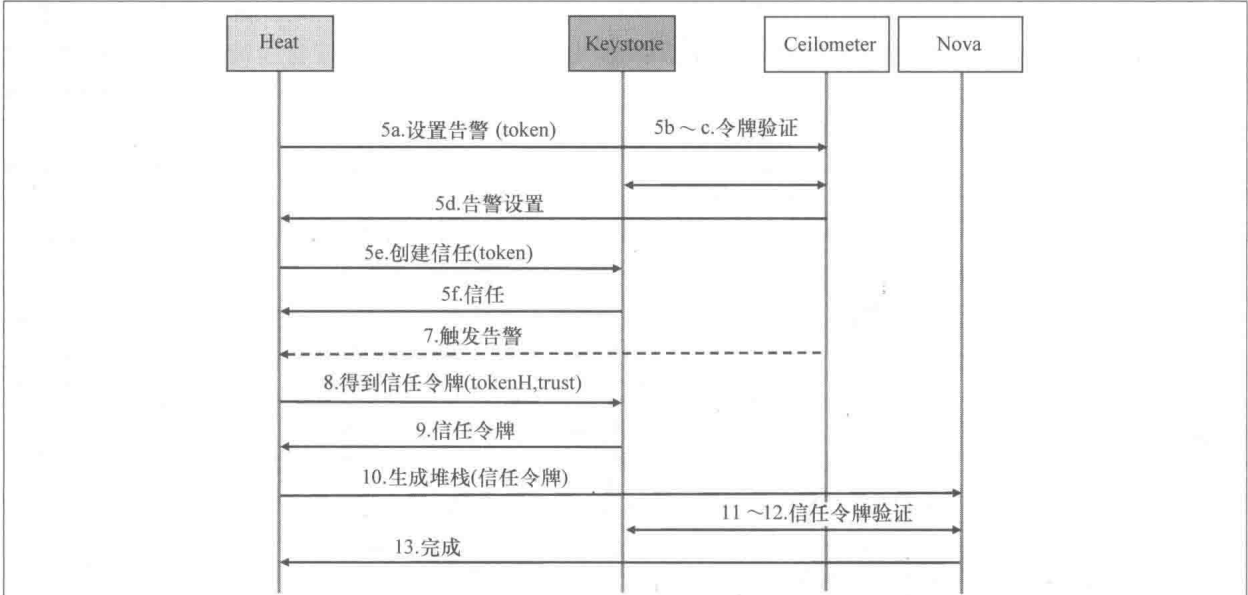 Heat
Keystone
Ceilometer
Nova
5a.设置告警 (token)
5b～c.令牌验证
5d.告警设置
5e.创建信任(token)
5f.信任
7.触发告警
8.得到信任令牌(tokenH,trust)
9.信任令牌
10.生成堆栈(信任令牌)
11～12.信任令牌验证
13.完成